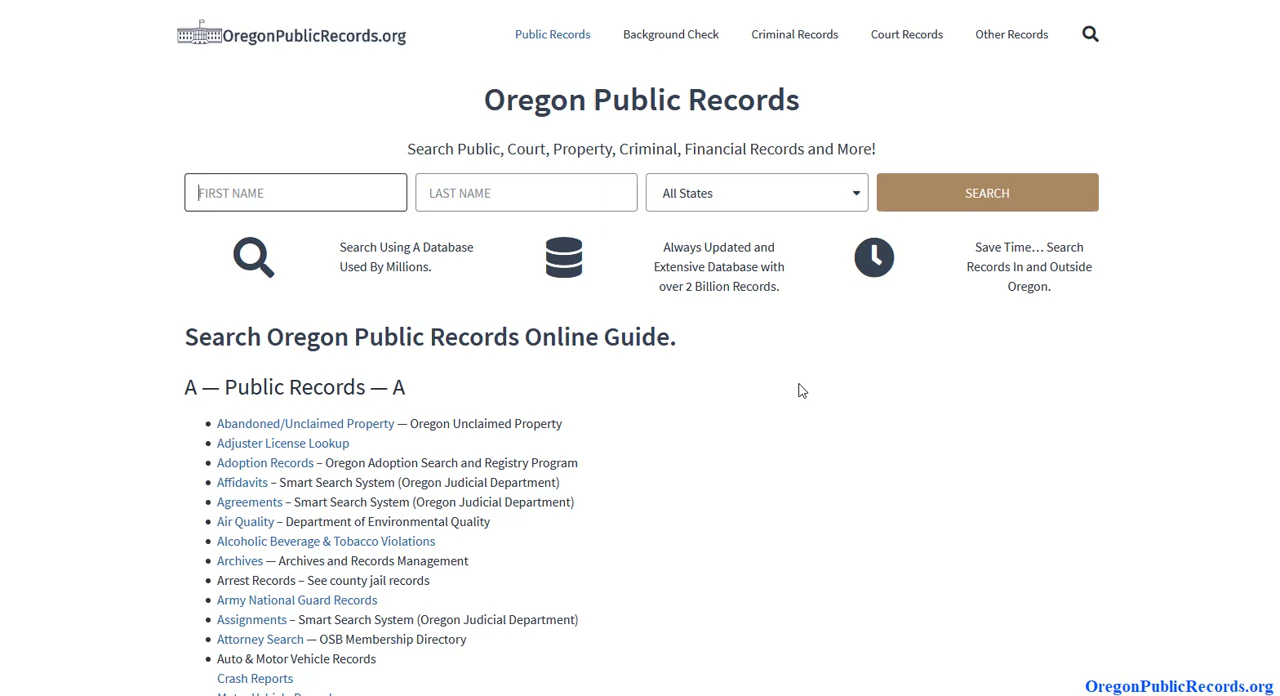 OregonPublicRecords.org
Public Records
Background Check
Criminal Records
Court Records
Other Records
Oregon Public Records
Search Public, Court, Property, Criminal, Financial Records and More!
FIRST NAME
LAST NAME
All States
SEARCH
Search Using A Database
Used By Millions.
Always Updated and
Extensive Database with
over 2 Billion Records.
Save Time... Search
Records In and Outside
Oregon.
Search Oregon Public Records Online Guide.
A — Public Records — A
Abandoned/Unclaimed Property — Oregon Unclaimed Property
Adjuster License Lookup
Adoption Records – Oregon Adoption Search and Registry Program
Affidavits – Smart Search System (Oregon Judicial Department)
Agreements – Smart Search System (Oregon Judicial Department)
Air Quality – Department of Environmental Quality
Alcoholic Beverage & Tobacco Violations
Archives — Archives and Records Management
Arrest Records – See county jail records
Army National Guard Records
Assignments – Smart Search System (Oregon Judicial Department)
Attorney Search — OSB Membership Directory
Auto & Motor Vehicle Records
Crash Reports
OregonPublicRecords.org